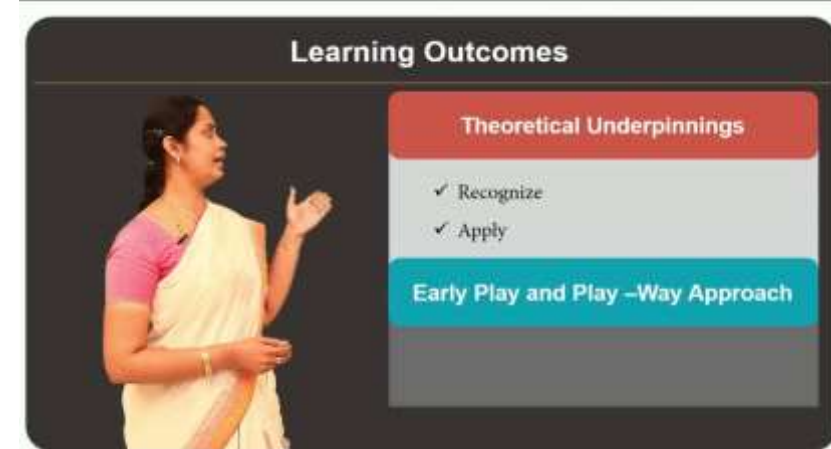 Learning Outcomes
Theoretical Underpinnings
✓ Recognize
✓ Apply
Early Play and Play –Way Approach